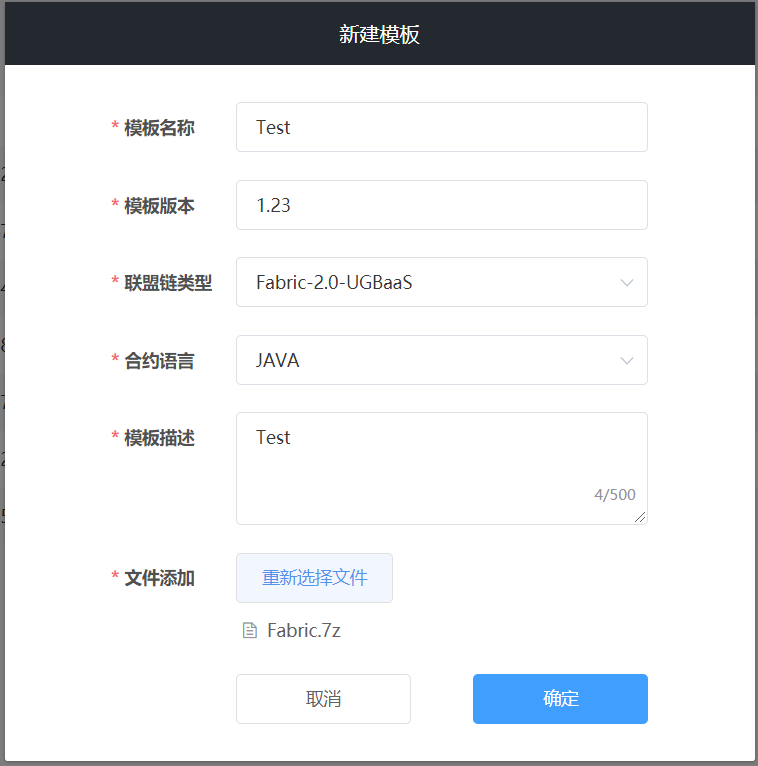 新建模板
* 模板名称 Test
* 模板版本 1.23
* 联盟链类型 Fabric-2.0-UGBaaS
* 合约语言 JAVA
* 模板描述 Test
4/500
* 文件添加 重新选择文件
Fabric.7z
取消 确定